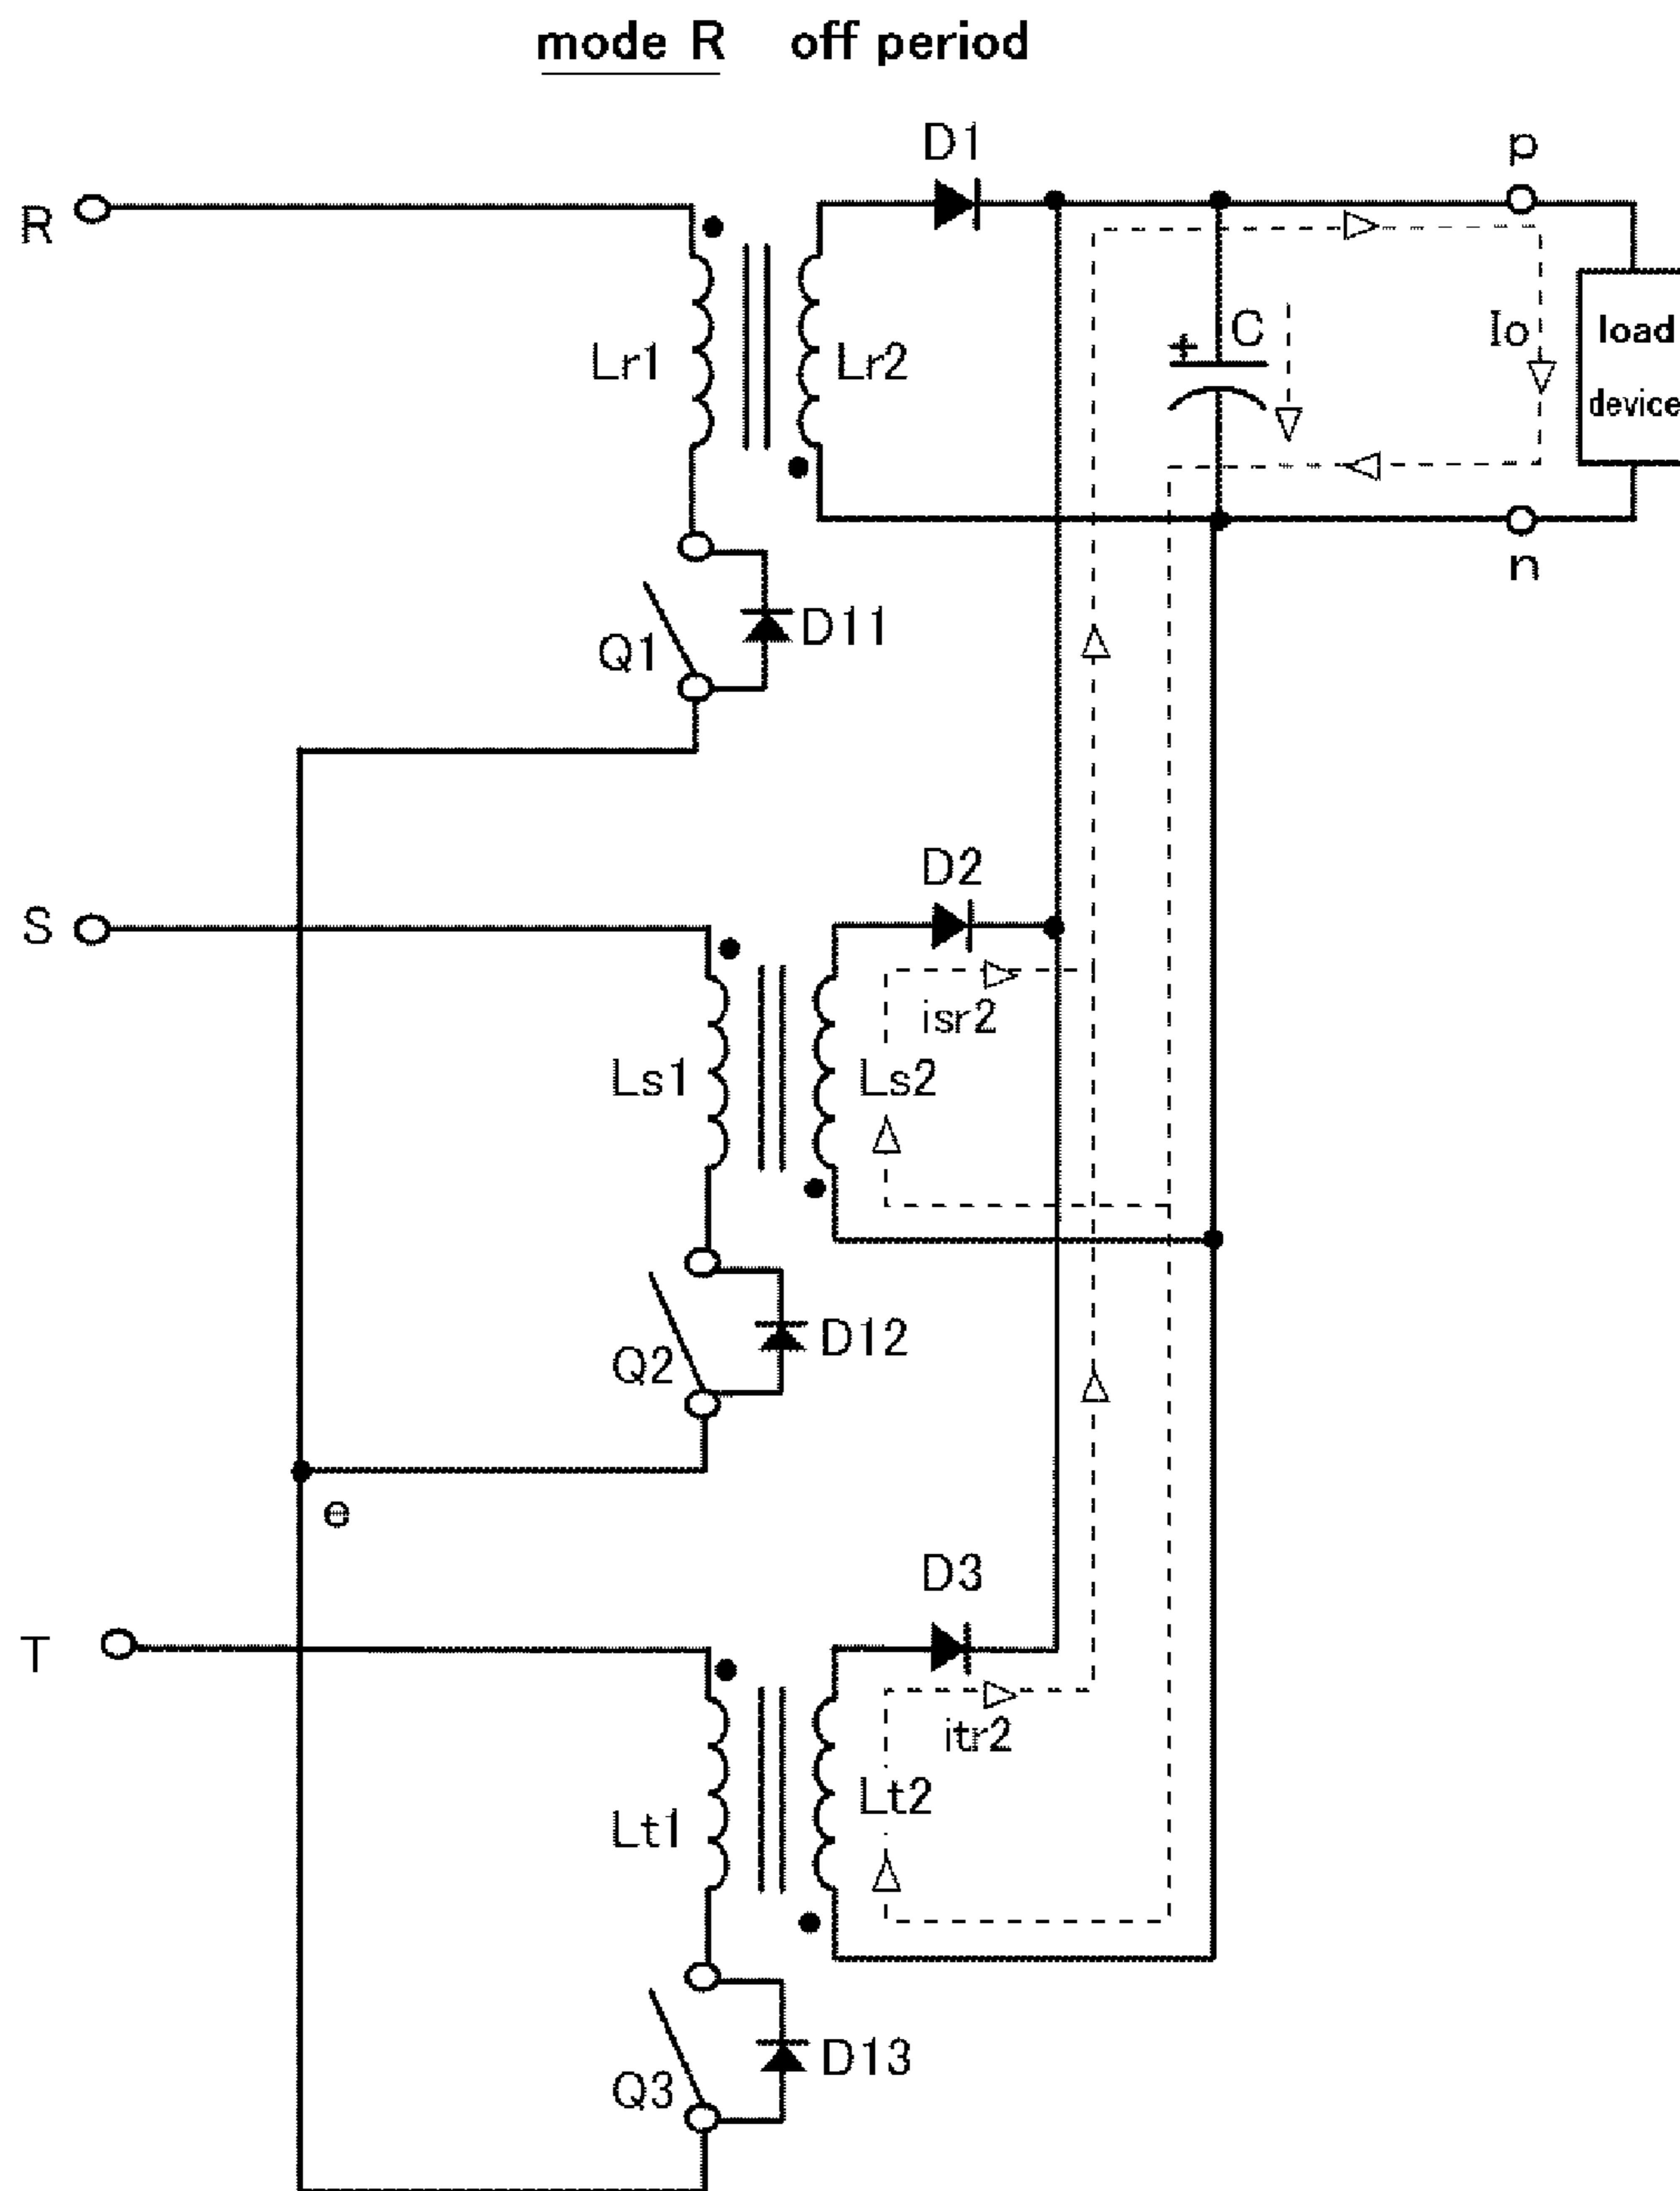 mode R off period
D1
p
R
+
C
Io
load
device
Lr1
Lr2
n
Q1
D11
D2
S
isr2
Ls1
Ls2
Q2
D12
e
D3
T
itr2
Lt1
Lt2
Q3
D13